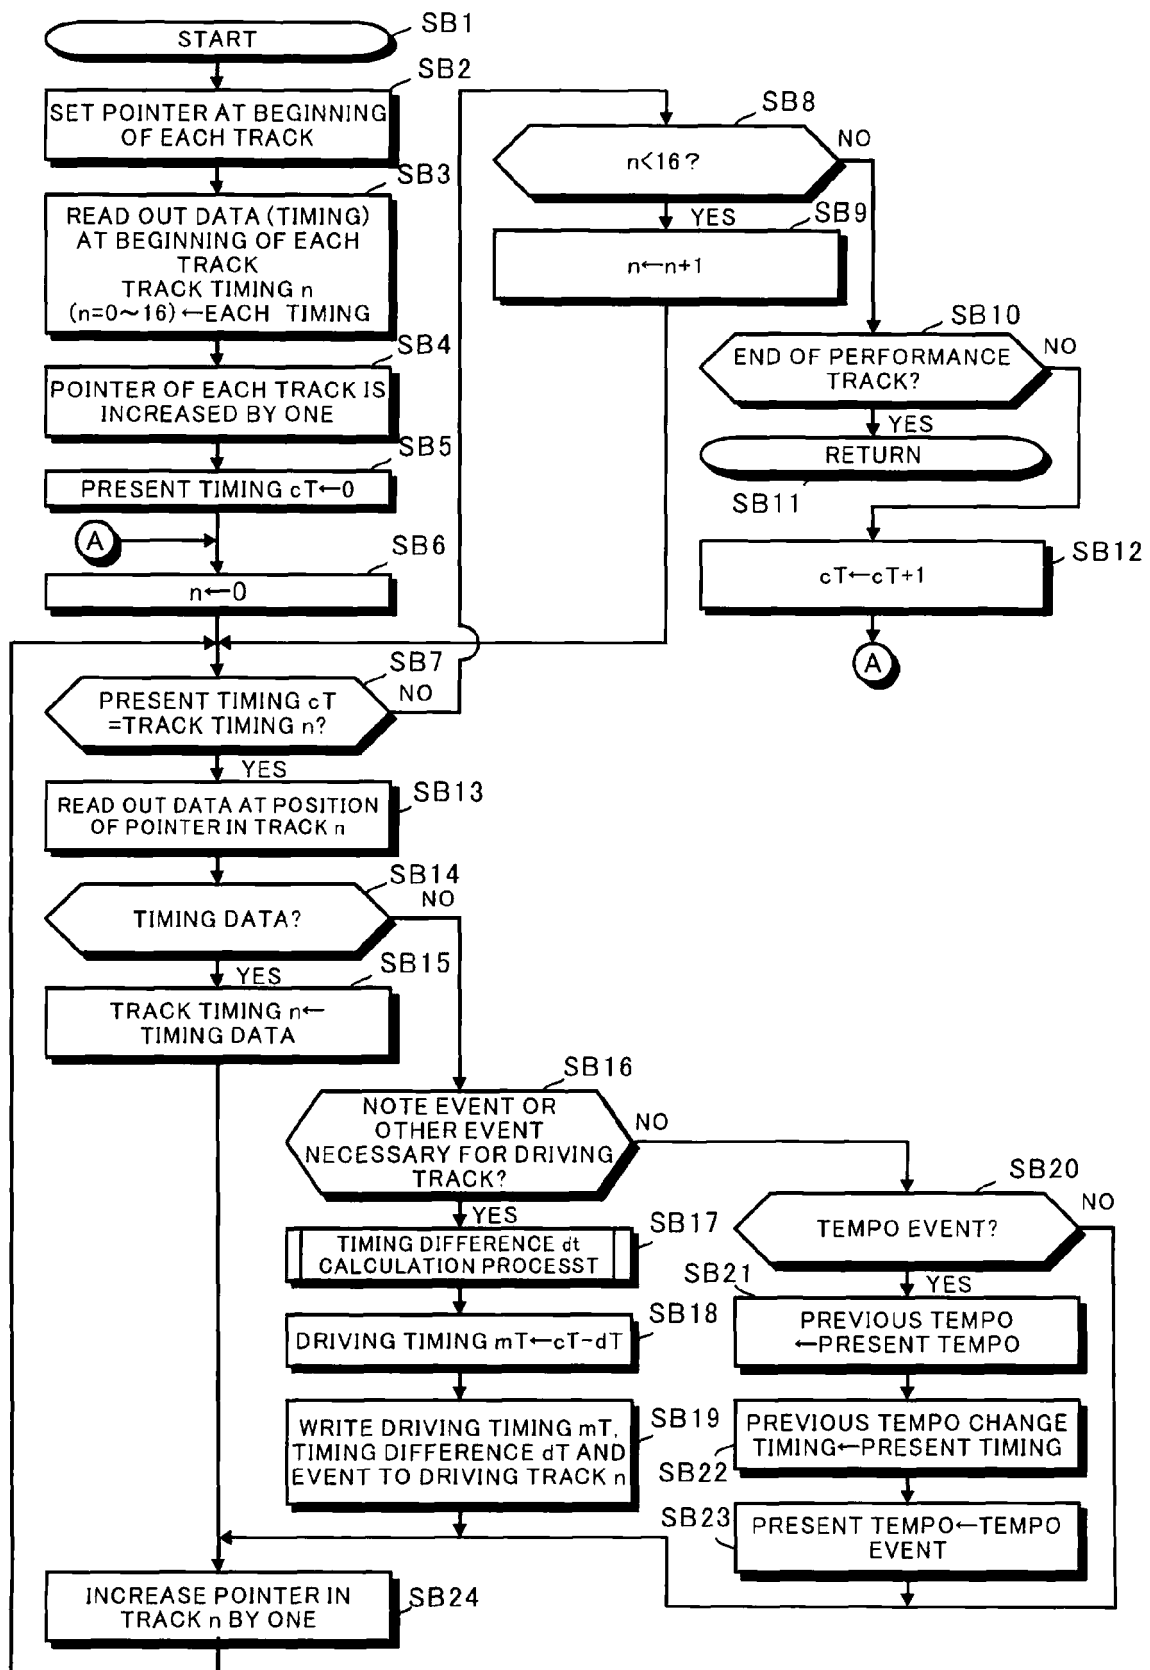 START
SB1
SB2
SET POINTER AT BEGINNING
OF EACH TRACK
SB3
READ OUT DATA (TIMING)
AT BEGINNING OF EACH
TRACK
TRACK TIMING n
(n=0~16)←EACH TIMING
SB4
POINTER OF EACH TRACK IS
INCREASED BY ONE
SB5
PRESENT TIMING cT←0
A
SB6
n←0
SB7
PRESENT TIMING cT
=TRACK TIMING n?
NO
YES
SB8
n<16?
NO
YES
SB9
n←n+1
SB10
END OF PERFORMANCE
TRACK?
NO
YES
RETURN
SB11
SB12
cT←cT+1
A
READ OUT DATA AT POSITION
OF POINTER IN TRACK n
SB13
SB14
TIMING DATA?
NO
YES
SB15
TRACK TIMING n←
TIMING DATA
SB16
NOTE EVENT OR
OTHER EVENT
NECESSARY FOR DRIVING
TRACK?
NO
YES
SB17
TIMING DIFFERENCE dt
CALCULATION PROCESST
SB18
DRIVING TIMING mT←cT-dT
SB19
WRITE DRIVING TIMING mT,
TIMING DIFFERENCE dT AND
EVENT TO DRIVING TRACK n
SB20
TEMPO EVENT?
NO
YES
SB21
PREVIOUS TEMPO
←PRESENT TEMPO
PREVIOUS TEMPO CHANGE
TIMING←PRESENT TIMING
SB22
SB23
PRESENT TEMPO←TEMPO
EVENT
INCREASE POINTER IN
TRACK n BY ONE
SB24